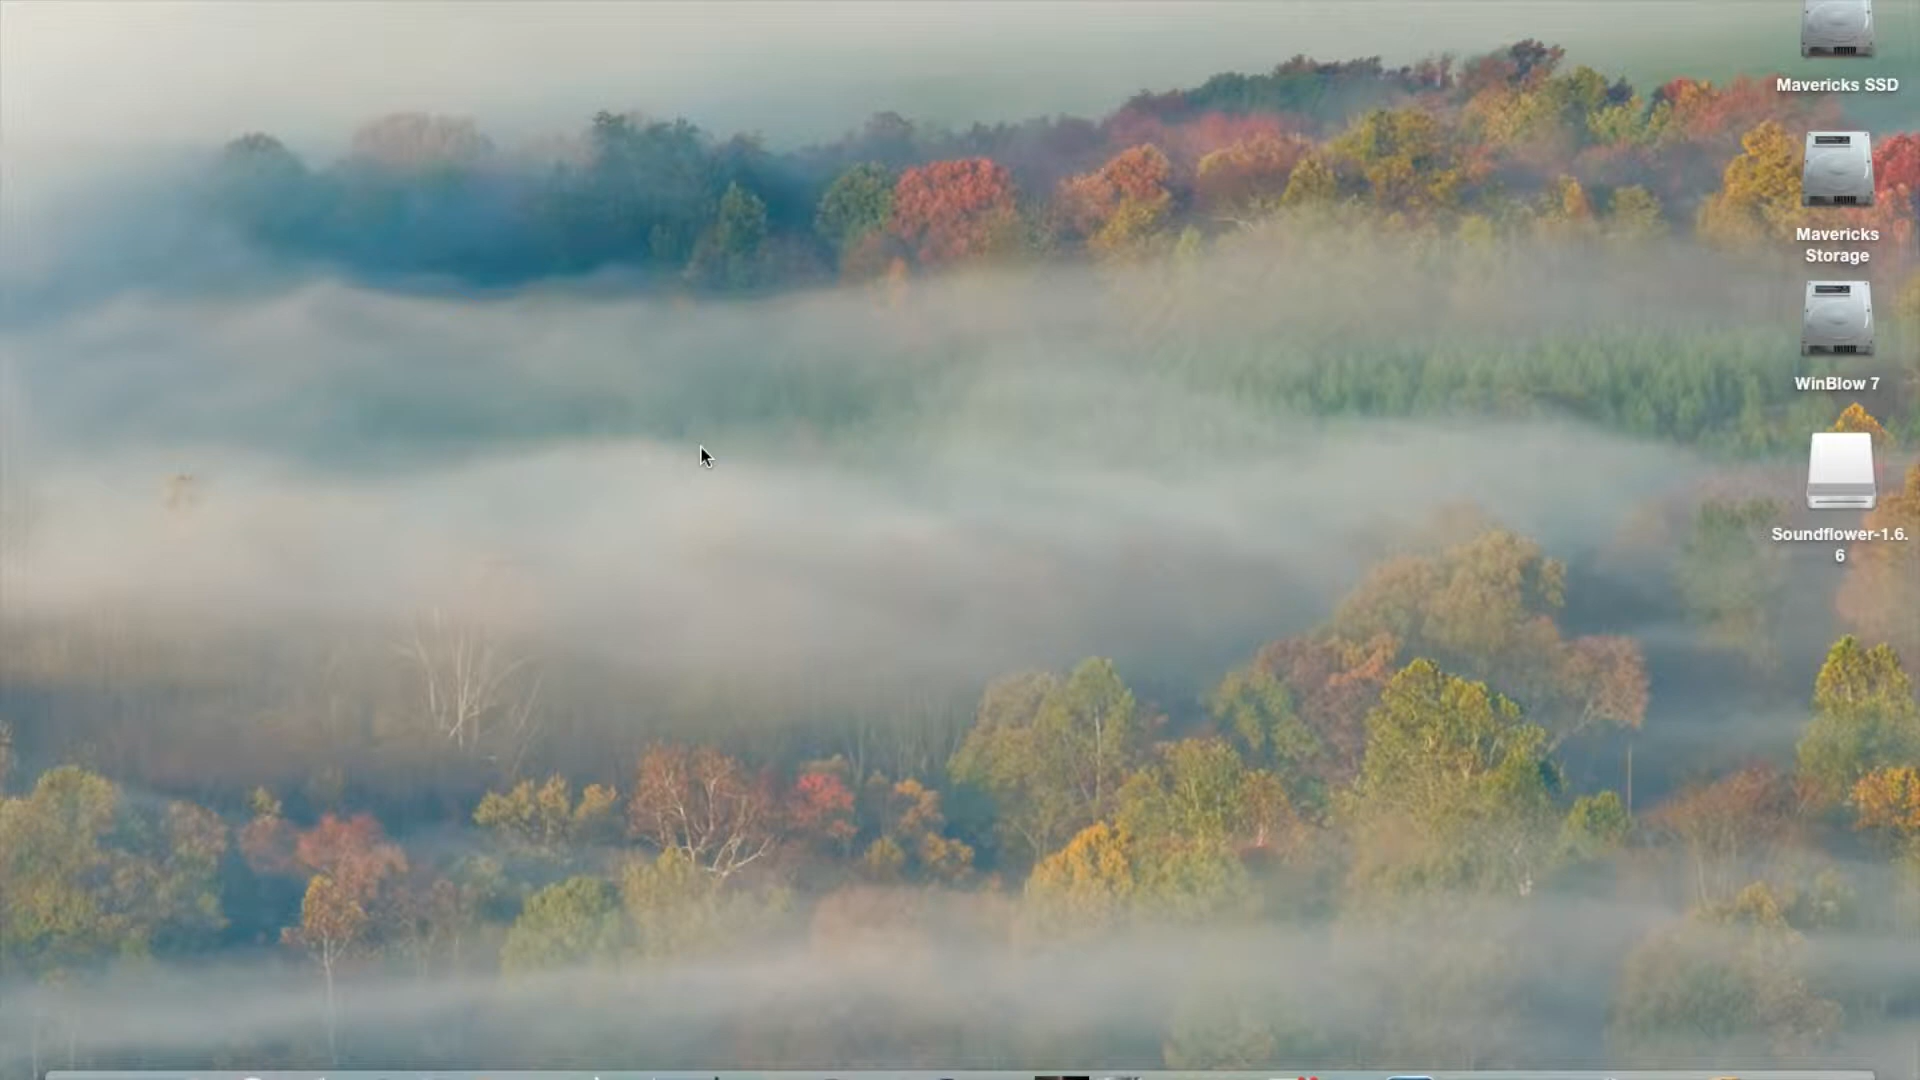 Mavericks SSD
Mavericks
Storage
WinBlow 7
Soundflower-1.6.
6